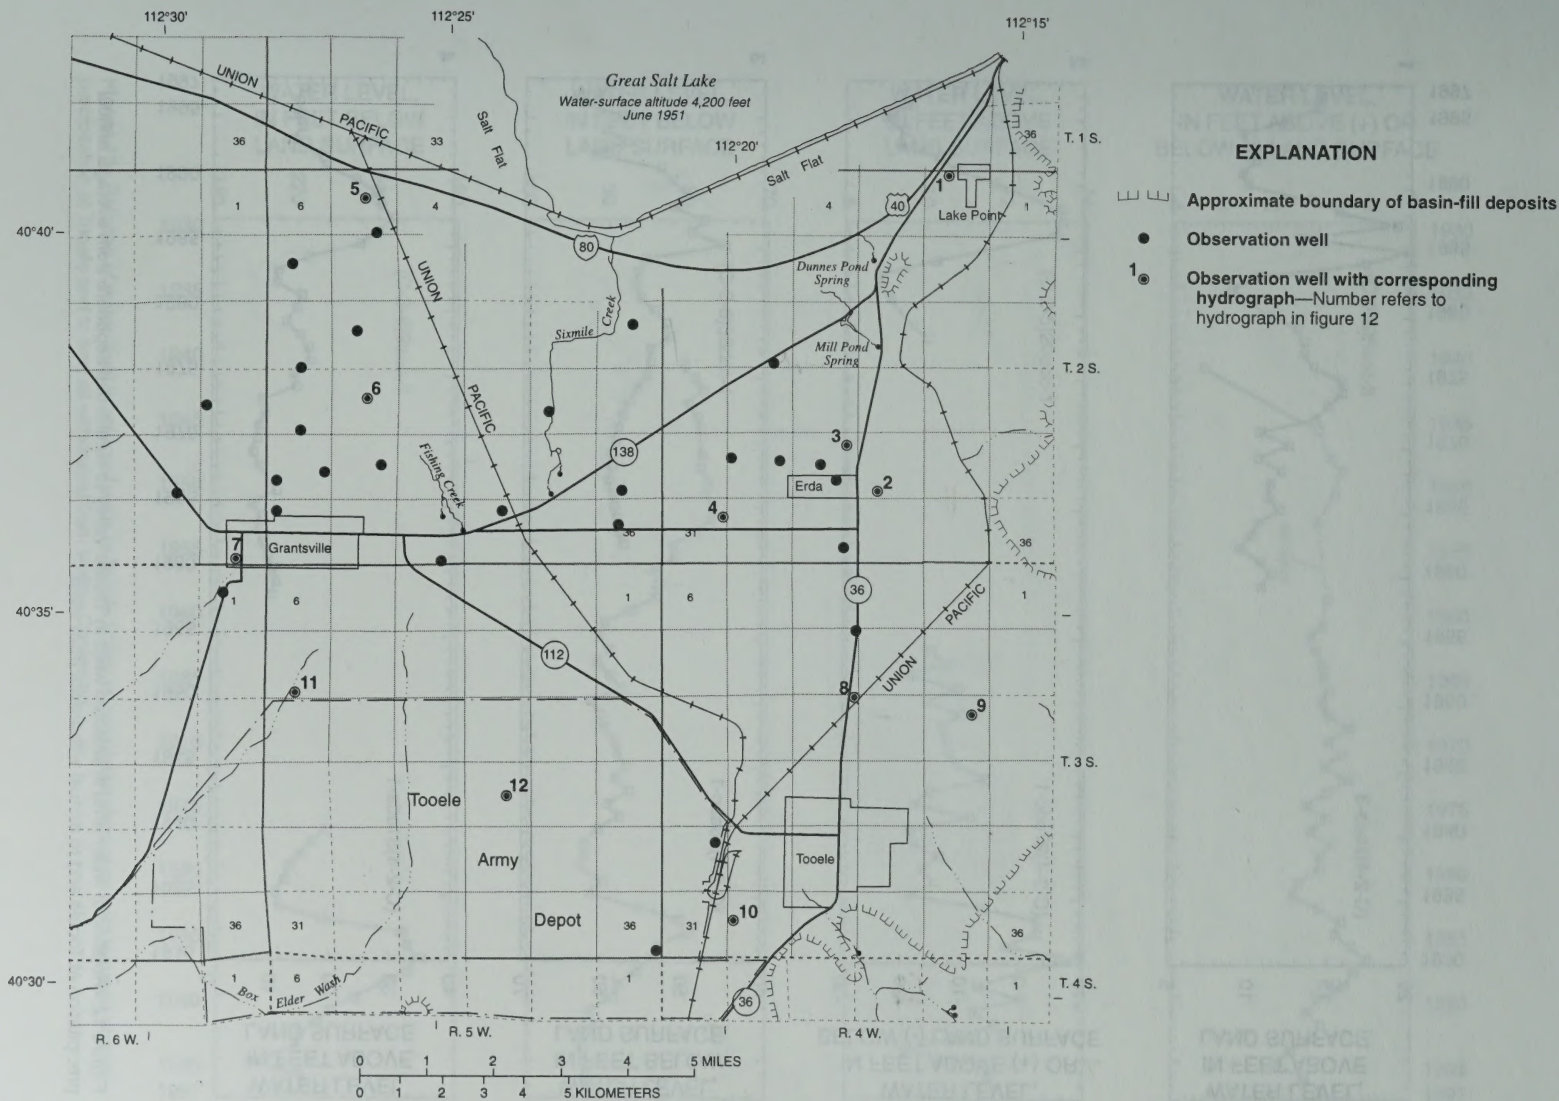 112°30'
112°25'
112°15'
Great Salt Lake
Water-surface altitude 4,200 feet
June 1951
UNION
PACIFIC
Salt Flat
112°20'
Salt Flat
36
33
36
T. 1 S.
EXPLANATION
Approximate boundary of basin-fill deposits
Observation well
1 Observation well with corresponding
hydrograph—Number refers to
hydrograph in figure 12
5
1
1
6
4
4
40
Lake Point
1
40°40'
80
UNION
Dunnes Pond
Spring
Sixmile Creek
Mill Pond
Spring
T. 2 S.
PACIFIC
6
3
138
Fishing Creek
Erda
2
4
36
31
36
7
Grantsville
36
40°35'
1
6
1
6
1
PACIFIC
112
UNION
11
8
9
T. 3 S.
12
Tooele
Army
Tooele
Depot
10
36
31
36
31
36
40°30'
1
6
1
1
T. 4 S.
Box Elder Wash
36
R. 6 W.
R. 5 W.
R. 4 W.
0 1 2 3 4 5 MILES
0 1 2 3 4 5 KILOMETERS